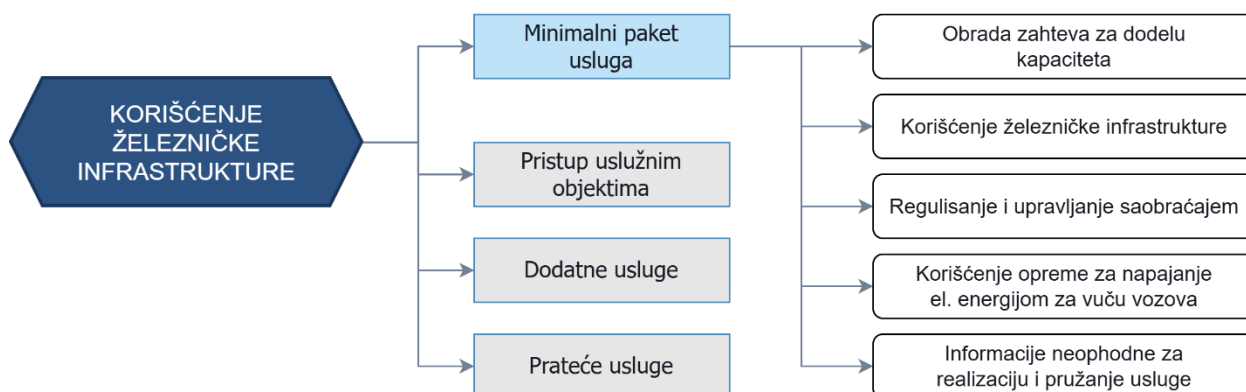 KORIŠĆENJE
ŽELEZNIČKE
INFRASTRUKTURE
Minimalni paket
usluga
Pristup uslužnim
objektima
Dodatne usluge
Prateće usluge
Obrada zahteva za dodelu
kapaciteta
Korišćenje železničke infrastrukture
Regulisanje i upravljanje saobraćajem
Korišćenje opreme za napajanje
el. energijom za vuču vozova
Informacije neophodne za
realizaciju i pružanje usluge